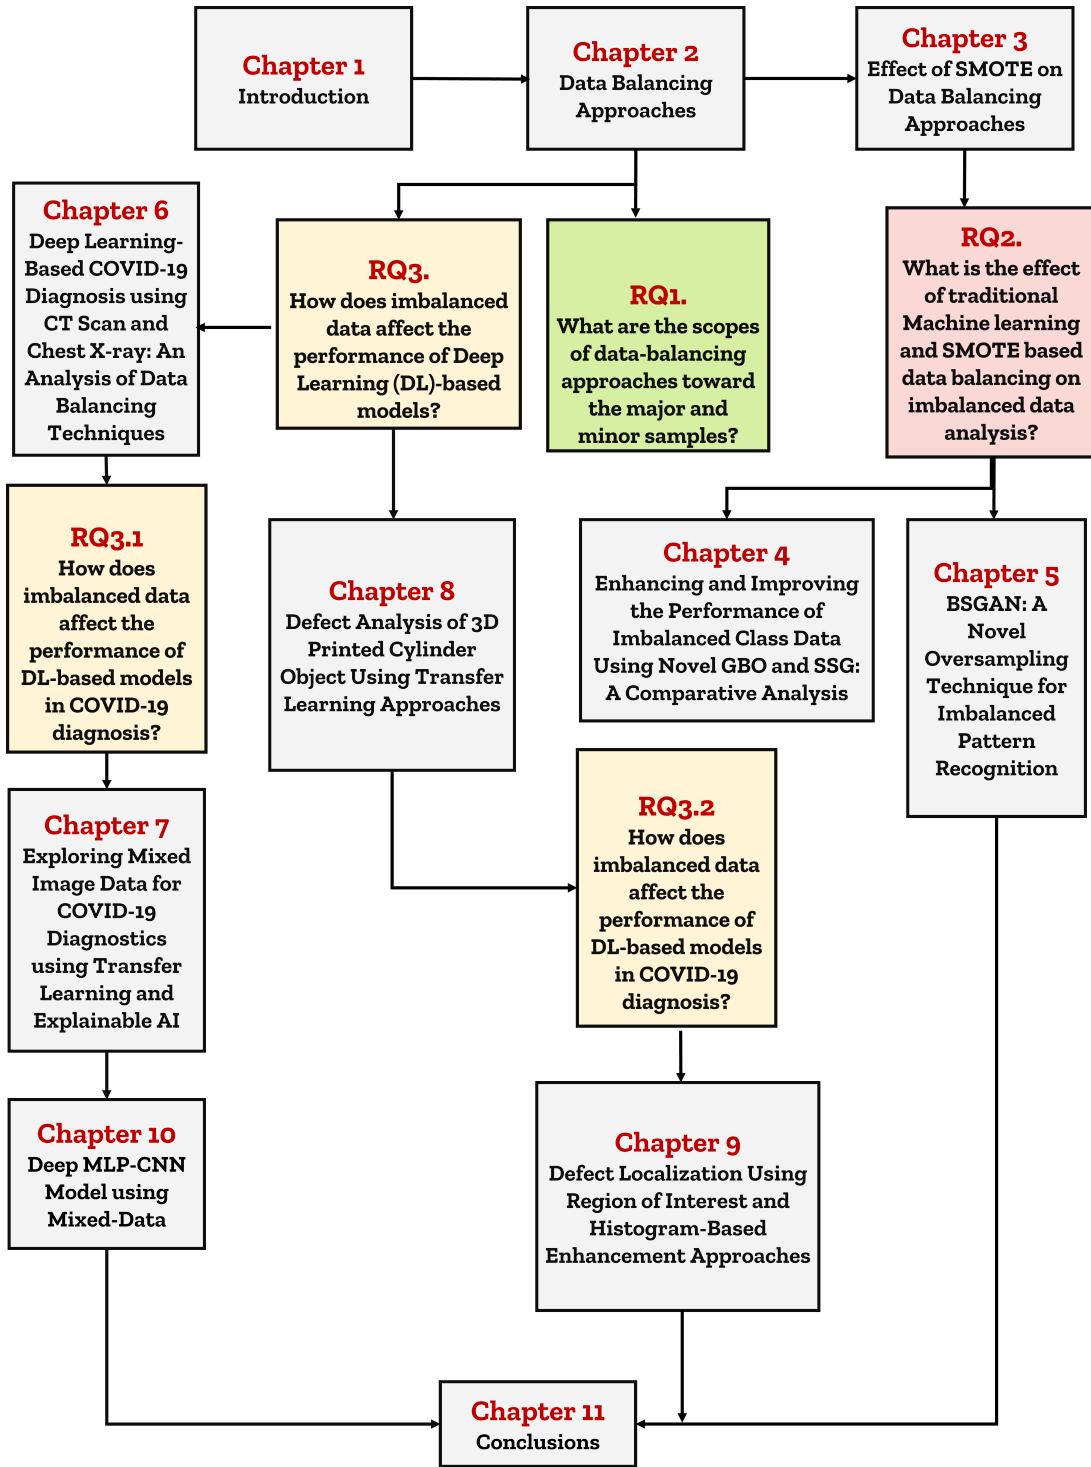 Chapter 1
Introduction
Chapter 2
Data Balancing
Approaches
Chapter 3
Effect of SMOTE on
Data Balancing
Approaches
Chapter 6
Deep Learning-
Based COVID-19
Diagnosis using
CT Scan and
Chest X-ray: An
Analysis of Data
Balancing
Techniques
RQ3.
How does imbalanced
data affect the
performance of Deep
Learning (DL)-based
models?
RQ1.
What are the scopes
of data-balancing
approaches toward
the major and
minor samples?
RQ2.
What is the effect
of traditional
Machine learning
and SMOTE based
data balancing on
imbalanced data
analysis?
RQ3.1
How does
imbalanced data
affect the
performance of
DL-based models
in COVID-19
diagnosis?
Chapter 8
Defect Analysis of 3D
Printed Cylinder
Object Using Transfer
Learning Approaches
Chapter 4
Enhancing and Improving
the Performance of
Imbalanced Class Data
Using Novel GBO and SSG:
A Comparative Analysis
Chapter 5
BSGAN: A
Novel
Oversampling
Technique for
Imbalanced
Pattern
Recognition
Chapter 7
Exploring Mixed
Image Data for
COVID-19
Diagnostics
using Transfer
Learning and
Explainable AI
RQ3.2
How does
imbalanced data
affect the
performance of
DL-based models
in COVID-19
diagnosis?
Chapter 10
Deep MLP-CNN
Model using
Mixed-Data
Chapter 9
Defect Localization Using
Region of Interest and
Histogram-Based
Enhancement Approaches
Chapter 11
Conclusions